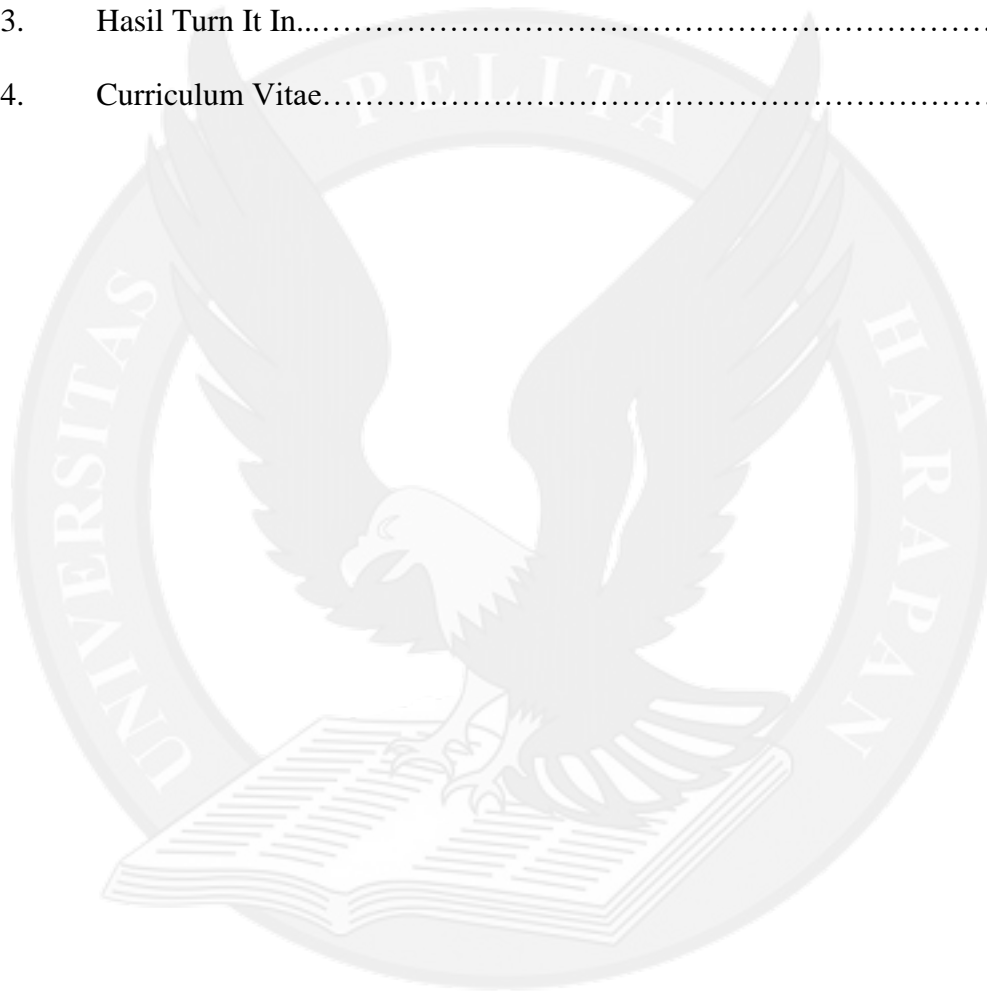 3. Hasil Turn It In...……………………………………………………………
4. Curriculum Vitae……………………………………………………………
UNIVERSITAS PELITA HARAPAN